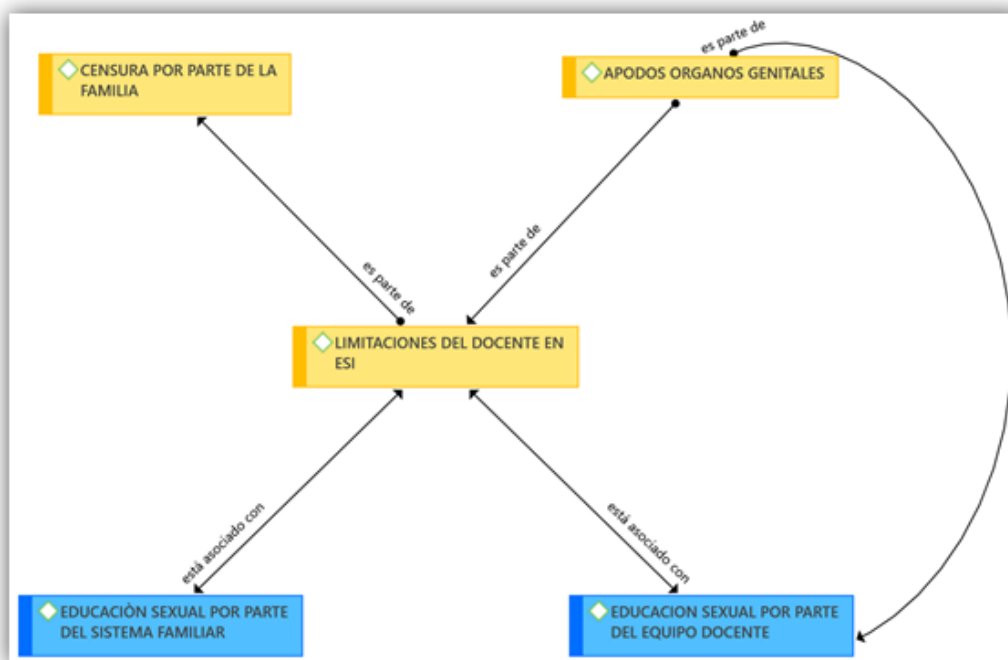 es parte de
CENSURA POR PARTE DE LA
FAMILIA
APODOS ORGANOS GENITALES
es parte de
es parte de
LIMITACIONES DEL DOCENTE EN
ESI
está asociado con
está asociado con
EDUCACIÒN SEXUAL POR PARTE
DEL SISTEMA FAMILIAR
EDUCACION SEXUAL POR PARTE
DEL EQUIPO DOCENTE